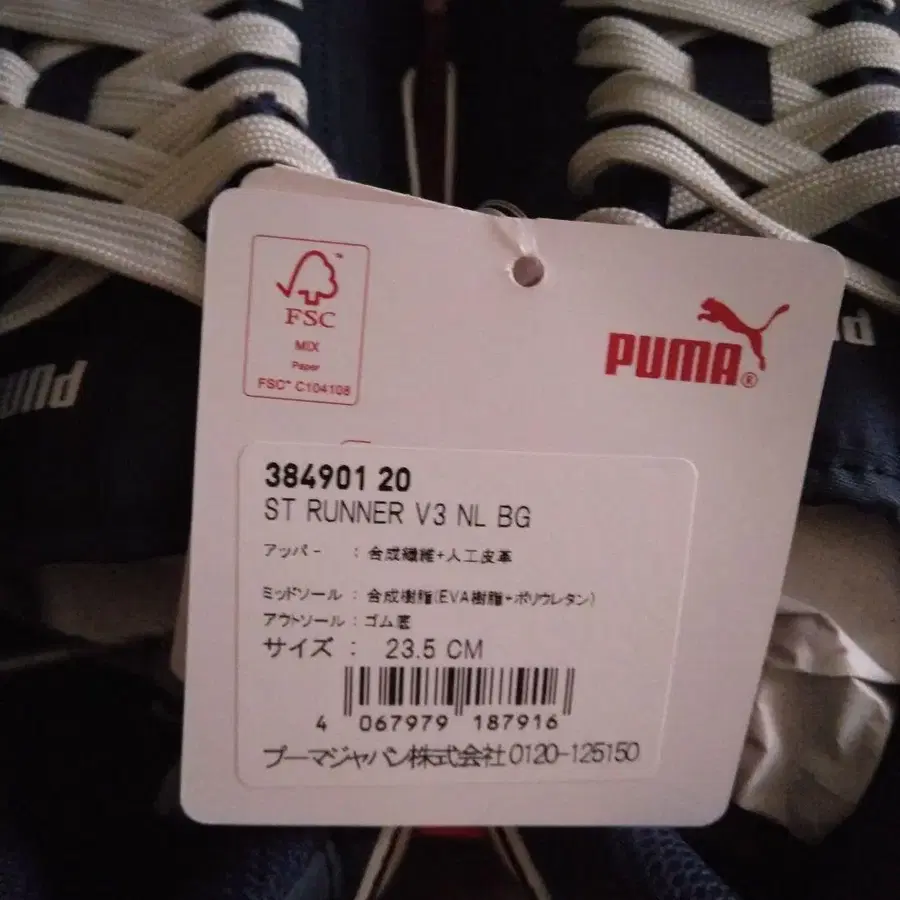 FSC
MIX
Paper
FSC® C104108
PUMA®
384901 20
ST RUNNER V3 NL BG
アッパー : 合成繊維+人工皮革
ミッドソール : 合成樹脂(EVA樹脂+ポリウレタン)
アウトソール : ゴム底
サイズ : 23.5 CM
4 067979 187916
プーマジャパン株式会社0120-125150